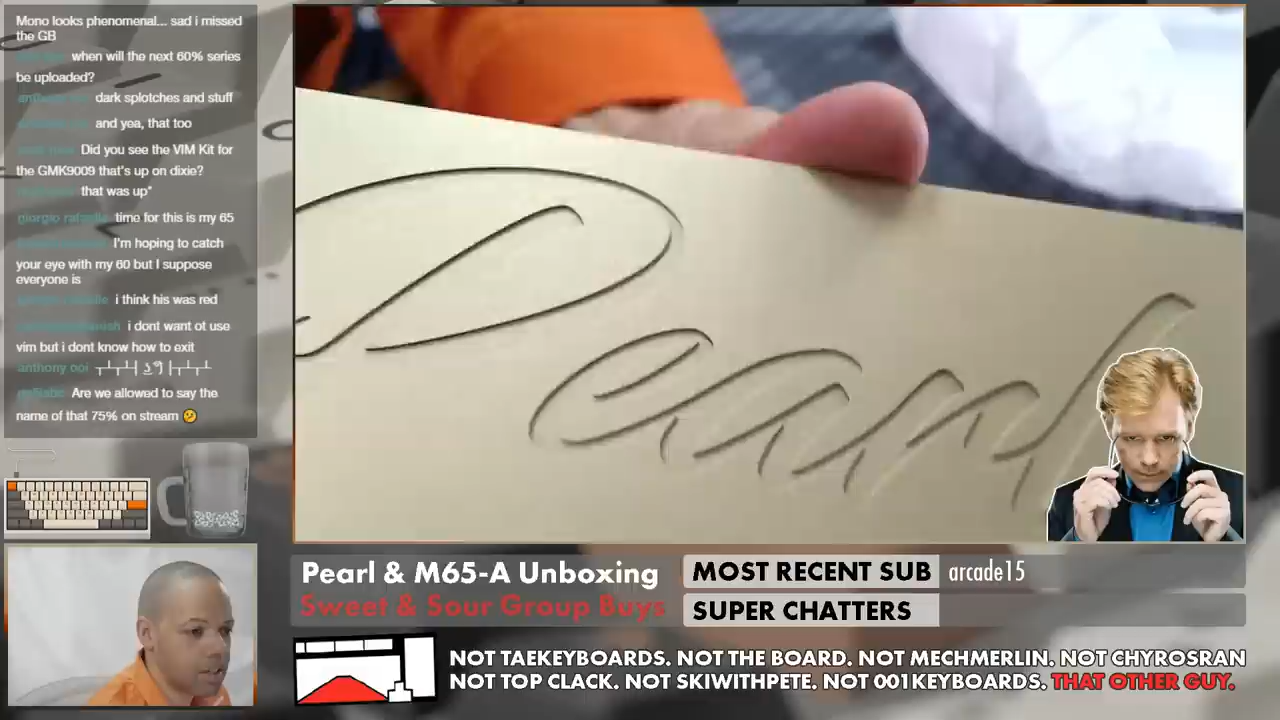 Mono looks phenomenal... sad i missed
the GB
when will the next 60% series
be uploaded?
dark splotches and stuff
and yea, that too
Did you see the VIM Kit for
the GMK9009 that's up on dixie?
that was up*
giorgio rafaelle time for this is my 65
I'm hoping to catch
your eye with my 60 but I suppose
everyone is
i think his was red
i dont want ot use
vim but i dont know how to exit
anthony ooi
Are we allowed to say the
name of that 75% on stream 🤔
Pearl
Pearl & M65-A Unboxing
Sweet & Sour Group Buys
MOST RECENT SUB arcade15
SUPER CHATTERS
NOT TAEKEYBOARDS. NOT THE BOARD. NOT MECHMERLIN. NOT CHYROSRAN
NOT TOP CLACK. NOT SKIWITHPETE. NOT 001KEYBOARDS. THAT OTHER GUY.